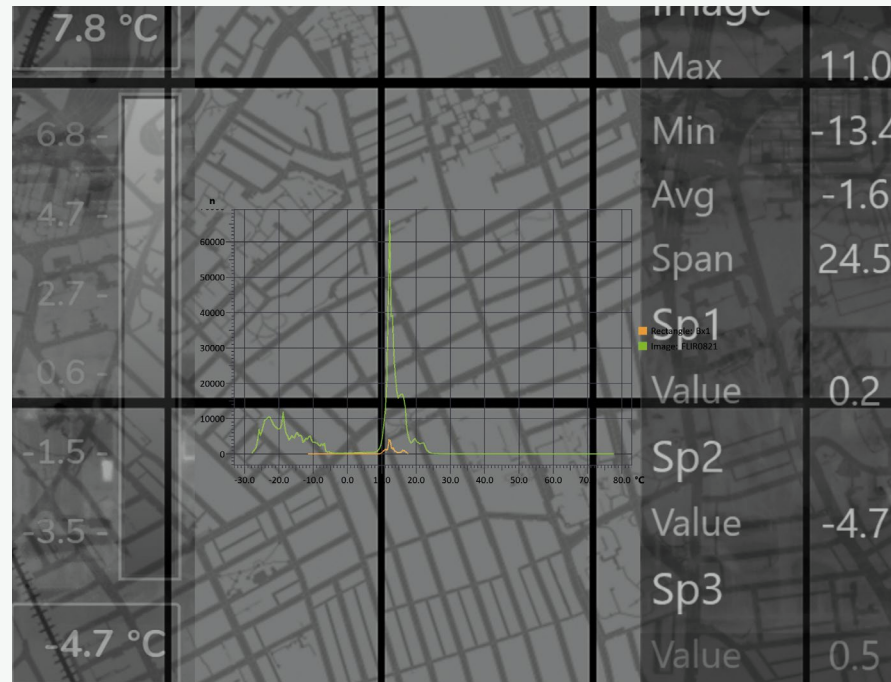 7.8 °C
6.8
4.7
2.7
0.6
-1.5
-3.5
-4.7 °C
n
60000
50000
40000
30000
20000
10000
0
-30.0 -20.0 -10.0 0.0 10.0 20.0 30.0 40.0 50.0 60.0 70.0 80.0 °C
Rectangle: Bx1
Image: FLIR0821
Image
Max 11.0
Min -13.4
Avg -1.6
Span 24.5
Sp1
Value 0.2
Sp2
Value -4.7
Sp3
Value 0.5